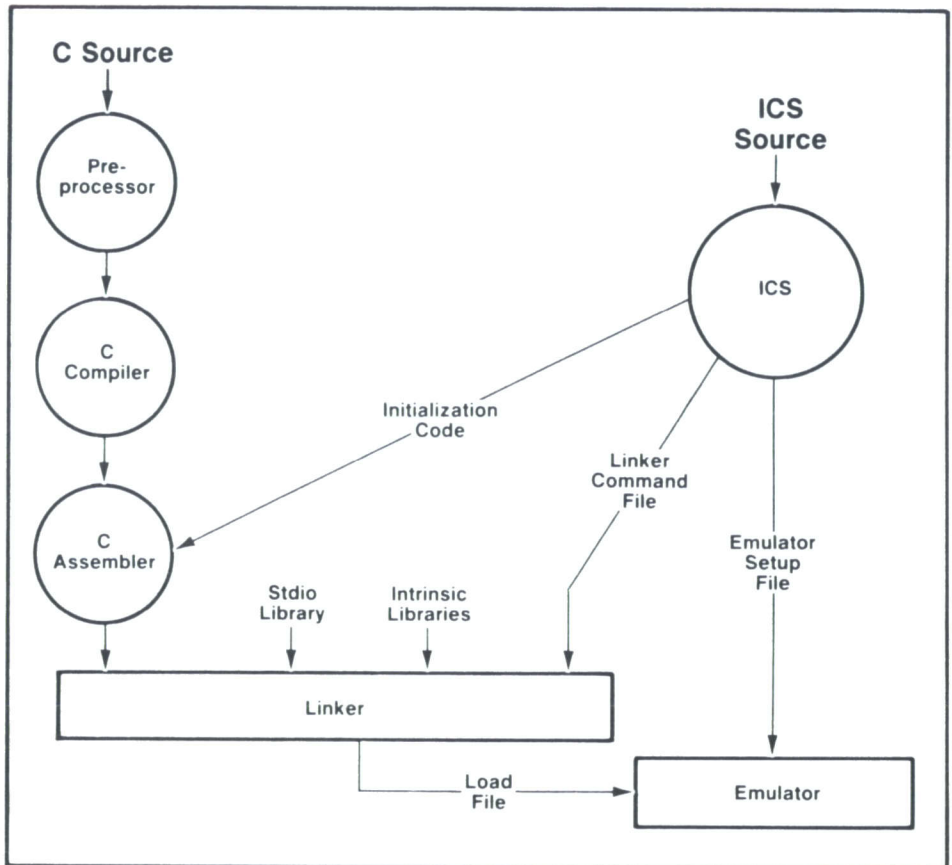 C Source
Pre-
processor
C
Compiler
C
Assembler
ICS
Source
ICS
Initialization
Code
Linker
Command
File
Emulator
Setup
File
Stdio
Library
Intrinsic
Libraries
Linker
Load
File
Emulator